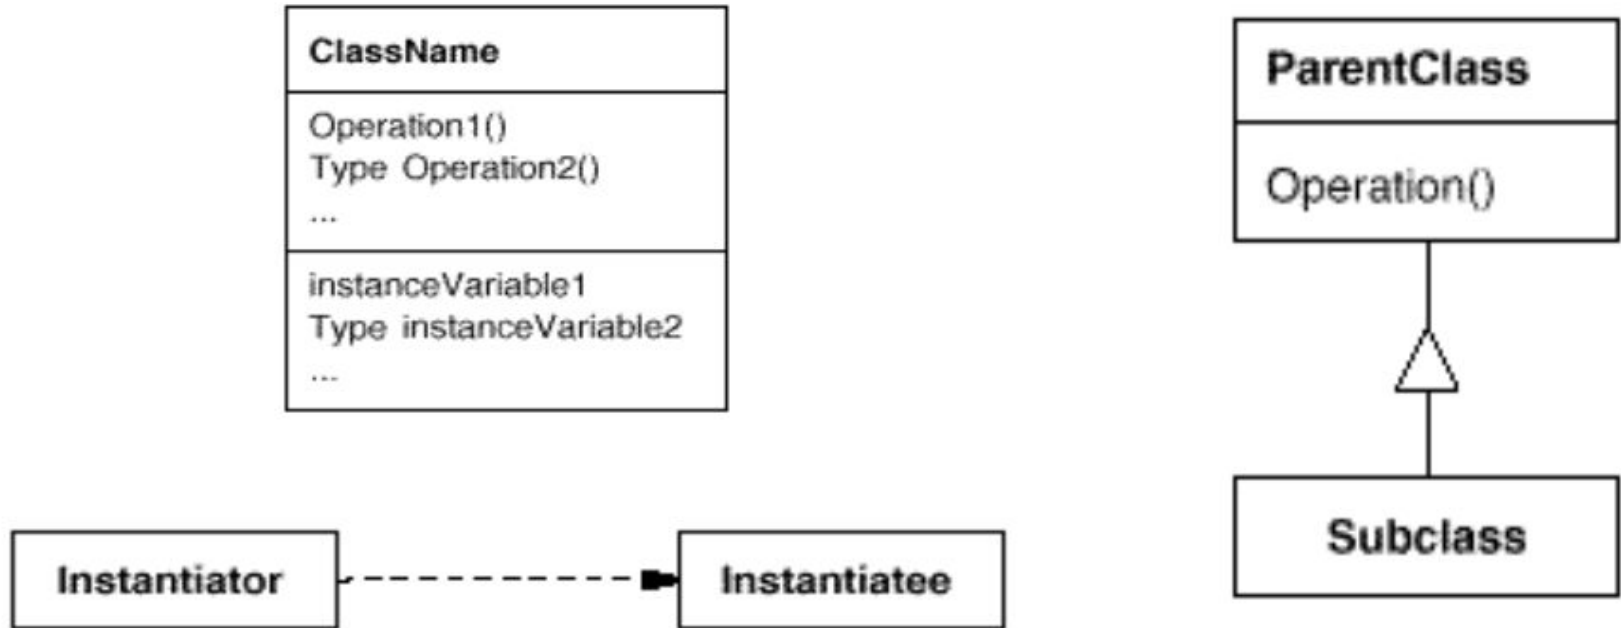 ClassName
Operation1()
Type Operation2()
...
instanceVariable1
Type instanceVariable2
...
Instantiator
Instantiatee
ParentClass
Operation()
Subclass